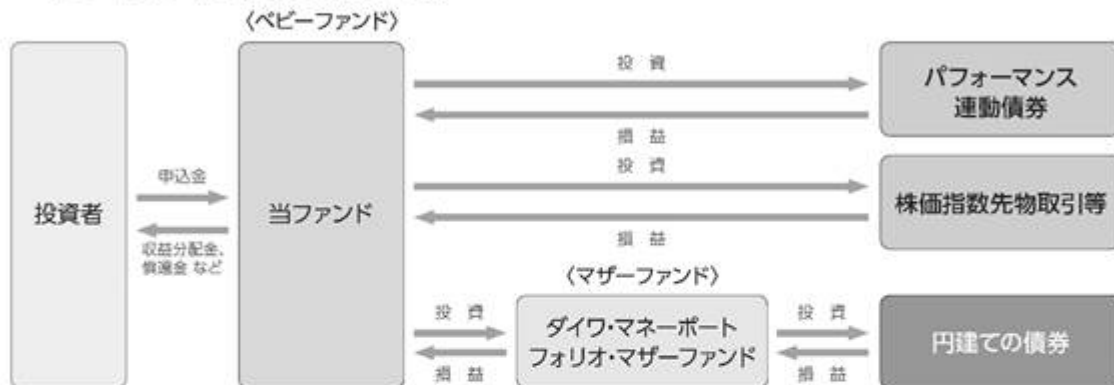 〈ベビーファンド〉
投資者
申込金
収益分配金、
償還金 など
当ファンド
投 資
損 益
パフォーマンス
連動債券
投 資
損 益
株価指数先物取引等
〈マザーファンド〉
投 資
損 益
ダイワ・マネーポート
フォリオ・マザーファンド
投 資
損 益
円建ての債券